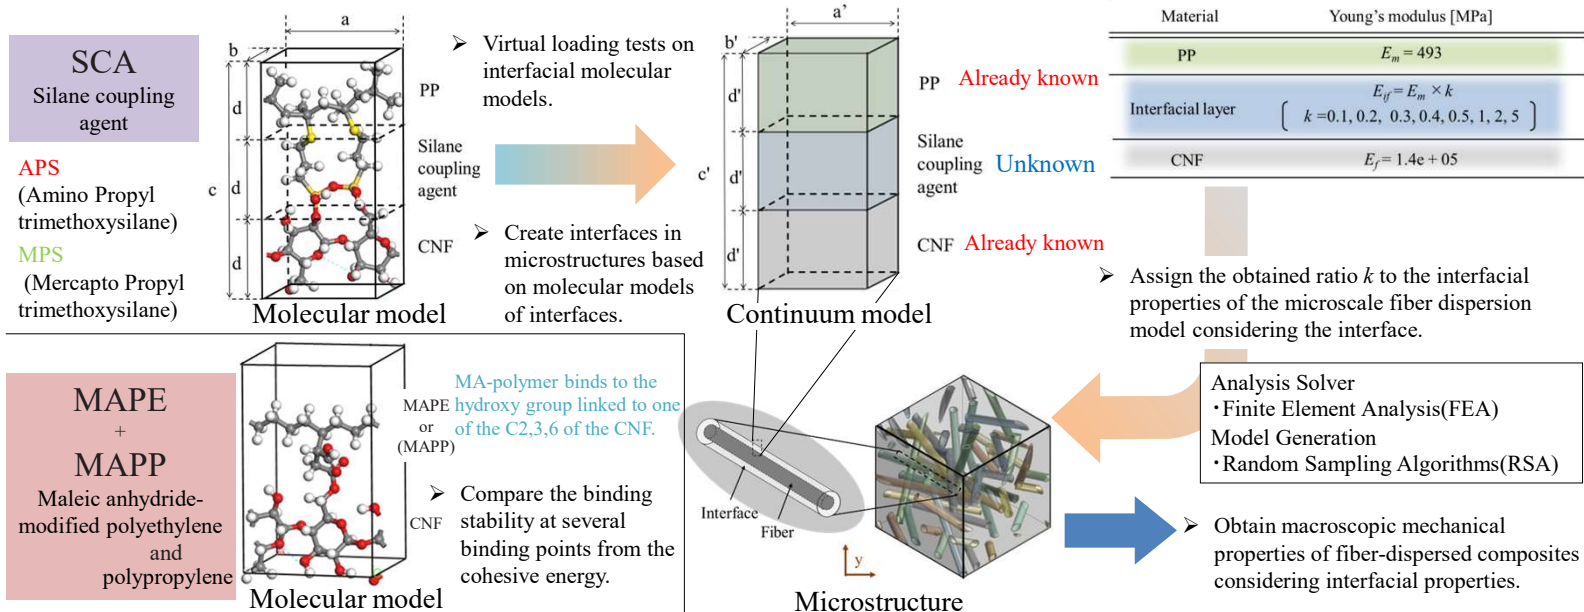 SCA
Silane coupling
agent
APS
(Amino Propyl
trimethoxysilane)
MPS
(Mercapto Propyl
trimethoxysilane)
a
b
c
d
d
d
PP
Silane
coupling
agent
CNF
Molecular model
➤ Virtual loading tests on
interfacial molecular
models.
➤ Create interfaces in
microstructures based
on molecular models
of interfaces.
a'
b'
c'
d'
d'
d'
PP Already known
Silane
coupling
agent
Unknown
CNF Already known
Continuum model
Material Young's modulus [MPa]
PP Em = 493
Interfacial layer Eif = Em × k
( k =0.1, 0.2, 0.3, 0.4, 0.5, 1, 2, 5 )
CNF Ef = 1.4e + 05
➤ Assign the obtained ratio k to the interfacial
properties of the microscale fiber dispersion
model considering the interface.
Analysis Solver
・Finite Element Analysis(FEA)
Model Generation
・Random Sampling Algorithms(RSA)
➤ Obtain macroscopic mechanical
properties of fiber-dispersed composites
considering interfacial properties.
MAPE
+
MAPP
Maleic anhydride-
modified polyethylene
and
polypropylene
MAPE
or
(MAPP)
CNF
Molecular model
MA-polymer binds to the
hydroxy group linked to one
of the C2,3,6 of the CNF.
➤ Compare the binding
stability at several
binding points from the
cohesive energy.
Interface
Fiber
y
x
Microstructure